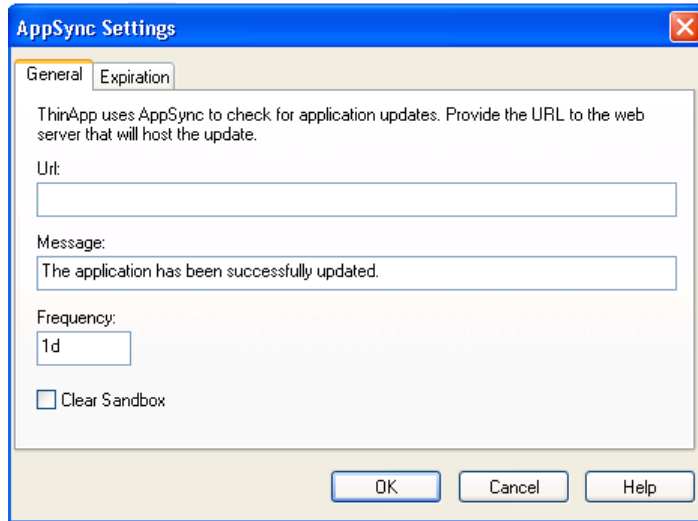 AppSync Settings
General Expiration
ThinApp uses AppSync to check for application updates. Provide the URL to the web
server that will host the update.
Url:
Message:
The application has been successfully updated.
Frequency:
1d
Clear Sandbox
OK Cancel Help